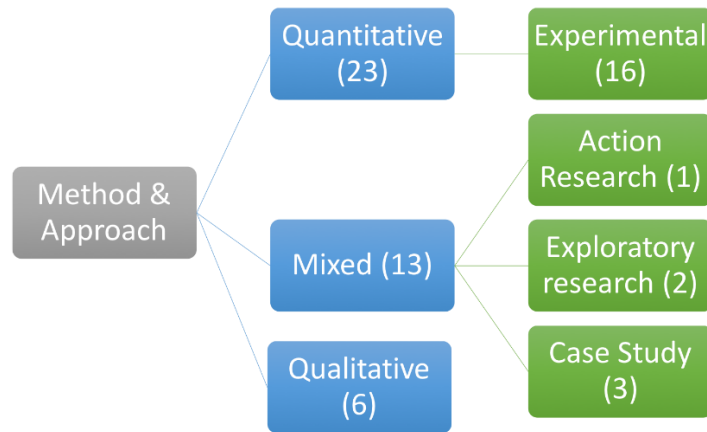 Method &
Approach
Quantitative
(23)
Mixed (13)
Qualitative
(6)
Experimental
(16)
Action
Research (1)
Exploratory
research (2)
Case Study
(3)